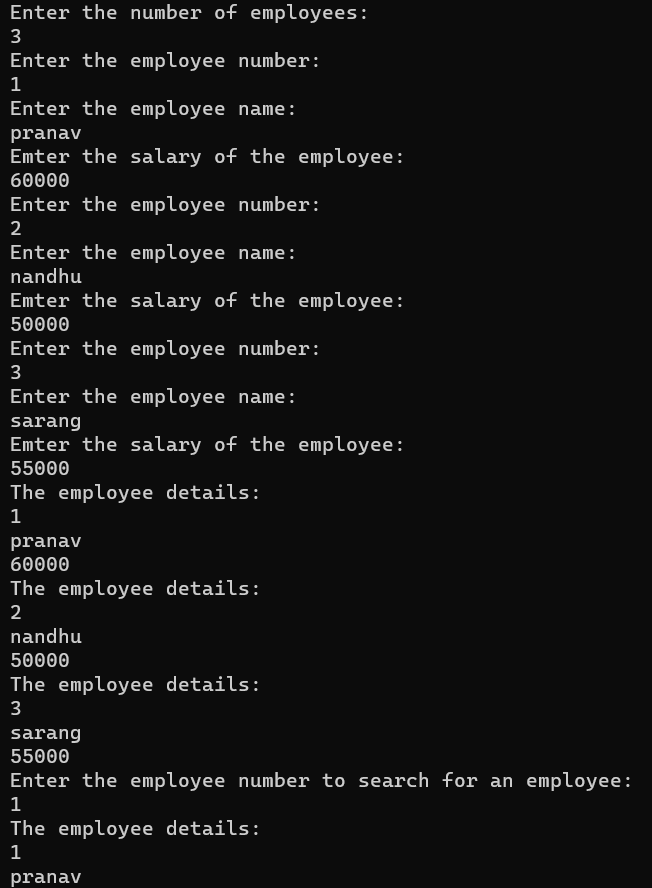 Enter the number of employees:
3
Enter the employee number:
1
Enter the employee name:
pranav
Emter the salary of the employee:
60000
Enter the employee number:
2
Enter the employee name:
nandhu
Emter the salary of the employee:
50000
Enter the employee number:
3
Enter the employee name:
sarang
Emter the salary of the employee:
55000
The employee details:
1
pranav
60000
The employee details:
2
nandhu
50000
The employee details:
3
sarang
55000
Enter the employee number to search for an employee:
1
The employee details:
1
pranav